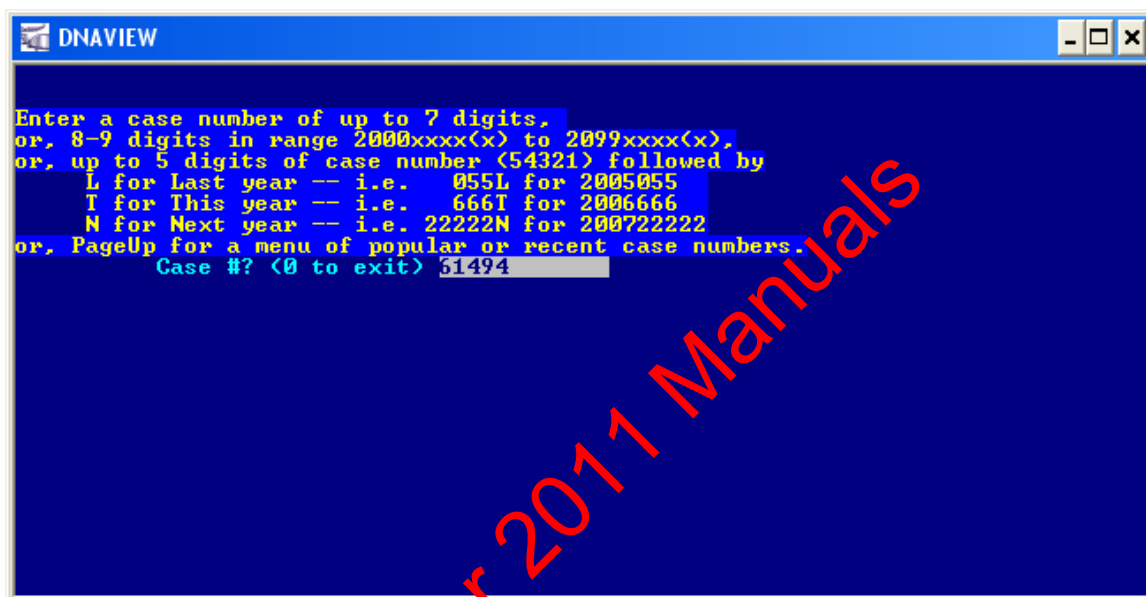 DNAVIEW
Enter a case number of up to 7 digits,
or, 8-9 digits in range 2000xxxx(x) to 2099xxxx(x),
or, up to 5 digits of case number (54321) followed by
L for Last year -- i.e. 055L for 2005055
T for This year -- i.e. 666T for 2006666
N for Next year -- i.e. 22222N for 200722222
or, PageUp for a menu of popular or recent case numbers.
Case #? (0 to exit) 61494
2011 Manuals